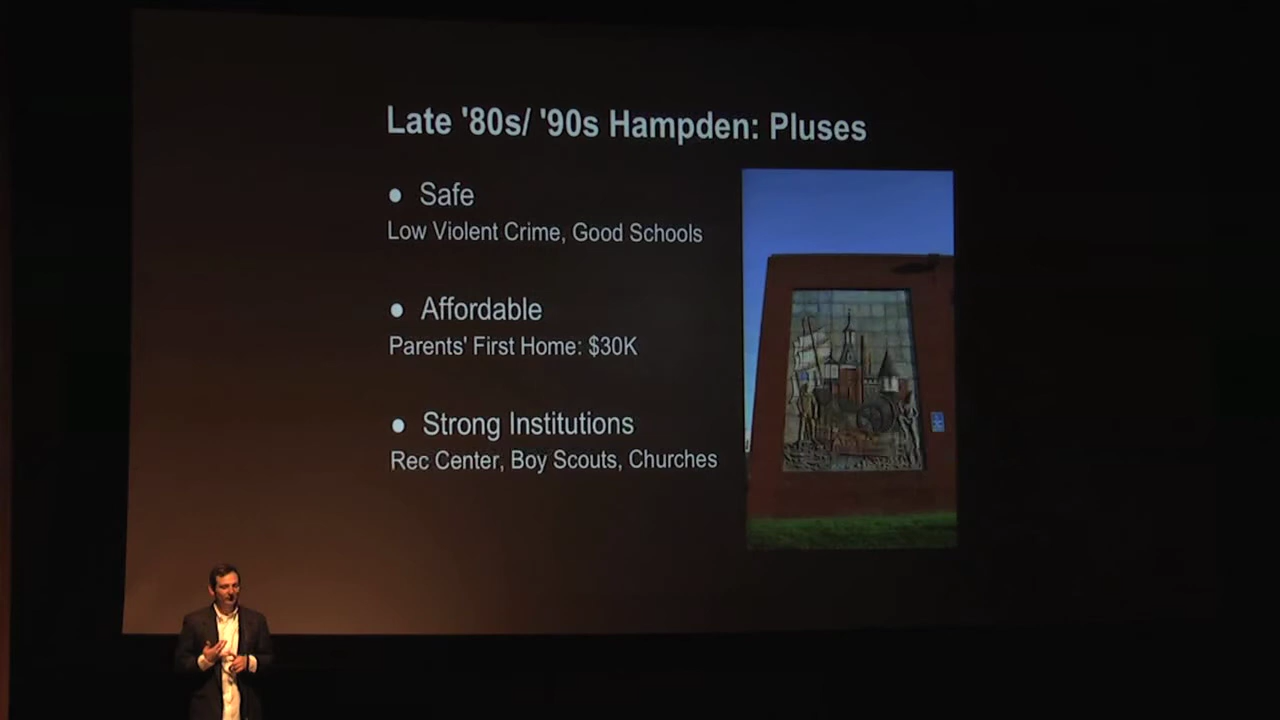 Late '80s/ '90s Hampden: Pluses
● Safe
Low Violent Crime, Good Schools
● Affordable
Parents' First Home: $30K
● Strong Institutions
Rec Center, Boy Scouts, Churches